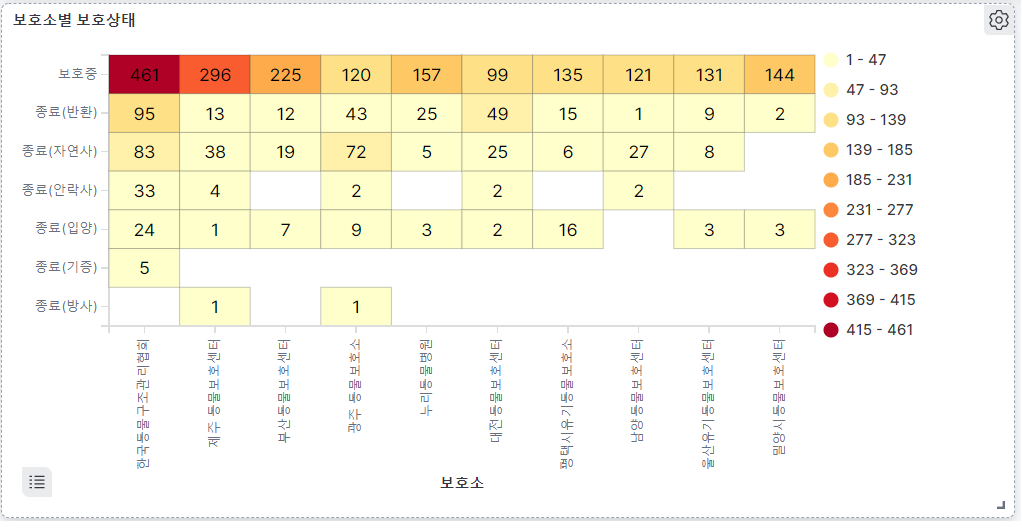 보호소별 보호상태
보호중 461 296 225 120 157 99 135 121 131 144
종료(반환) 95 13 12 43 25 49 15 1 9 2
종료(자연사) 83 38 19 72 5 25 6 27 8
종료(안락사) 33 4 2 2 2
종료(입양) 24 1 7 9 3 2 16 3 3
종료(기증) 5
종료(방사) 1 1
한국동물구조관리협회
제주동물보호센터
부산동물보호센터
광주동물보호소
누리동물병원
대전동물보호센터
평택시유기동물보호소
남양동물보호센터
울산유기동물보호센터
밀양시동물보호센터
보호소
1 - 47
47 - 93
93 - 139
139 - 185
185 - 231
231 - 277
277 - 323
323 - 369
369 - 415
415 - 461